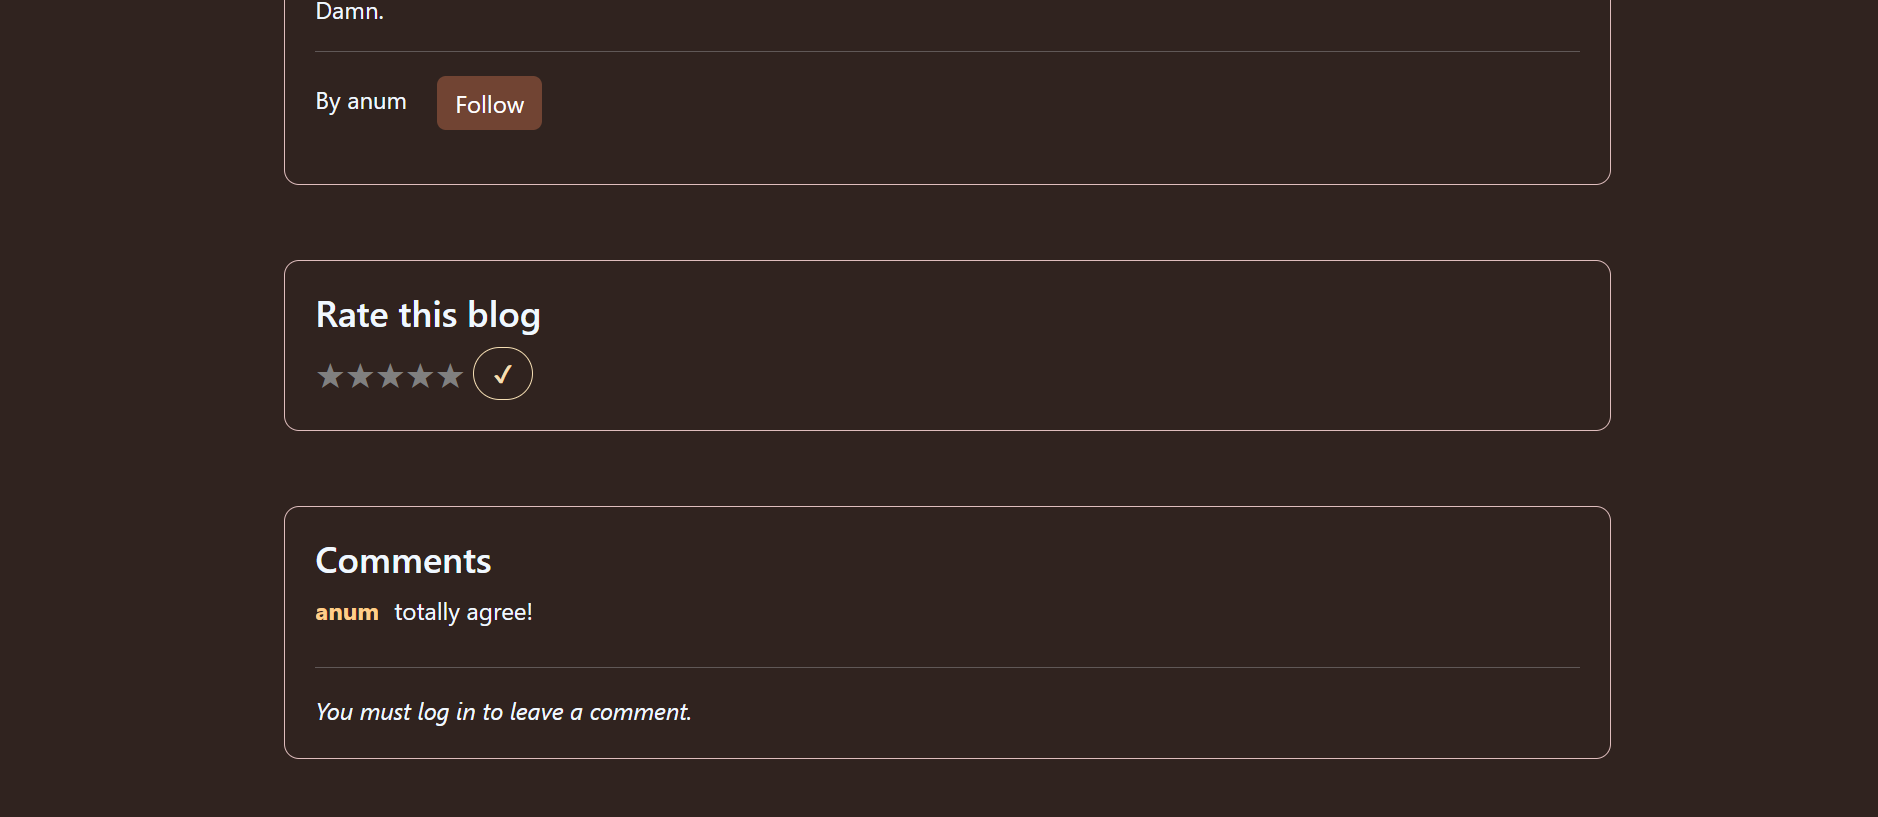 Damn.
By anum Follow
Rate this blog
★★★★★ ✓
Comments
anum totally agree!
You must log in to leave a comment.